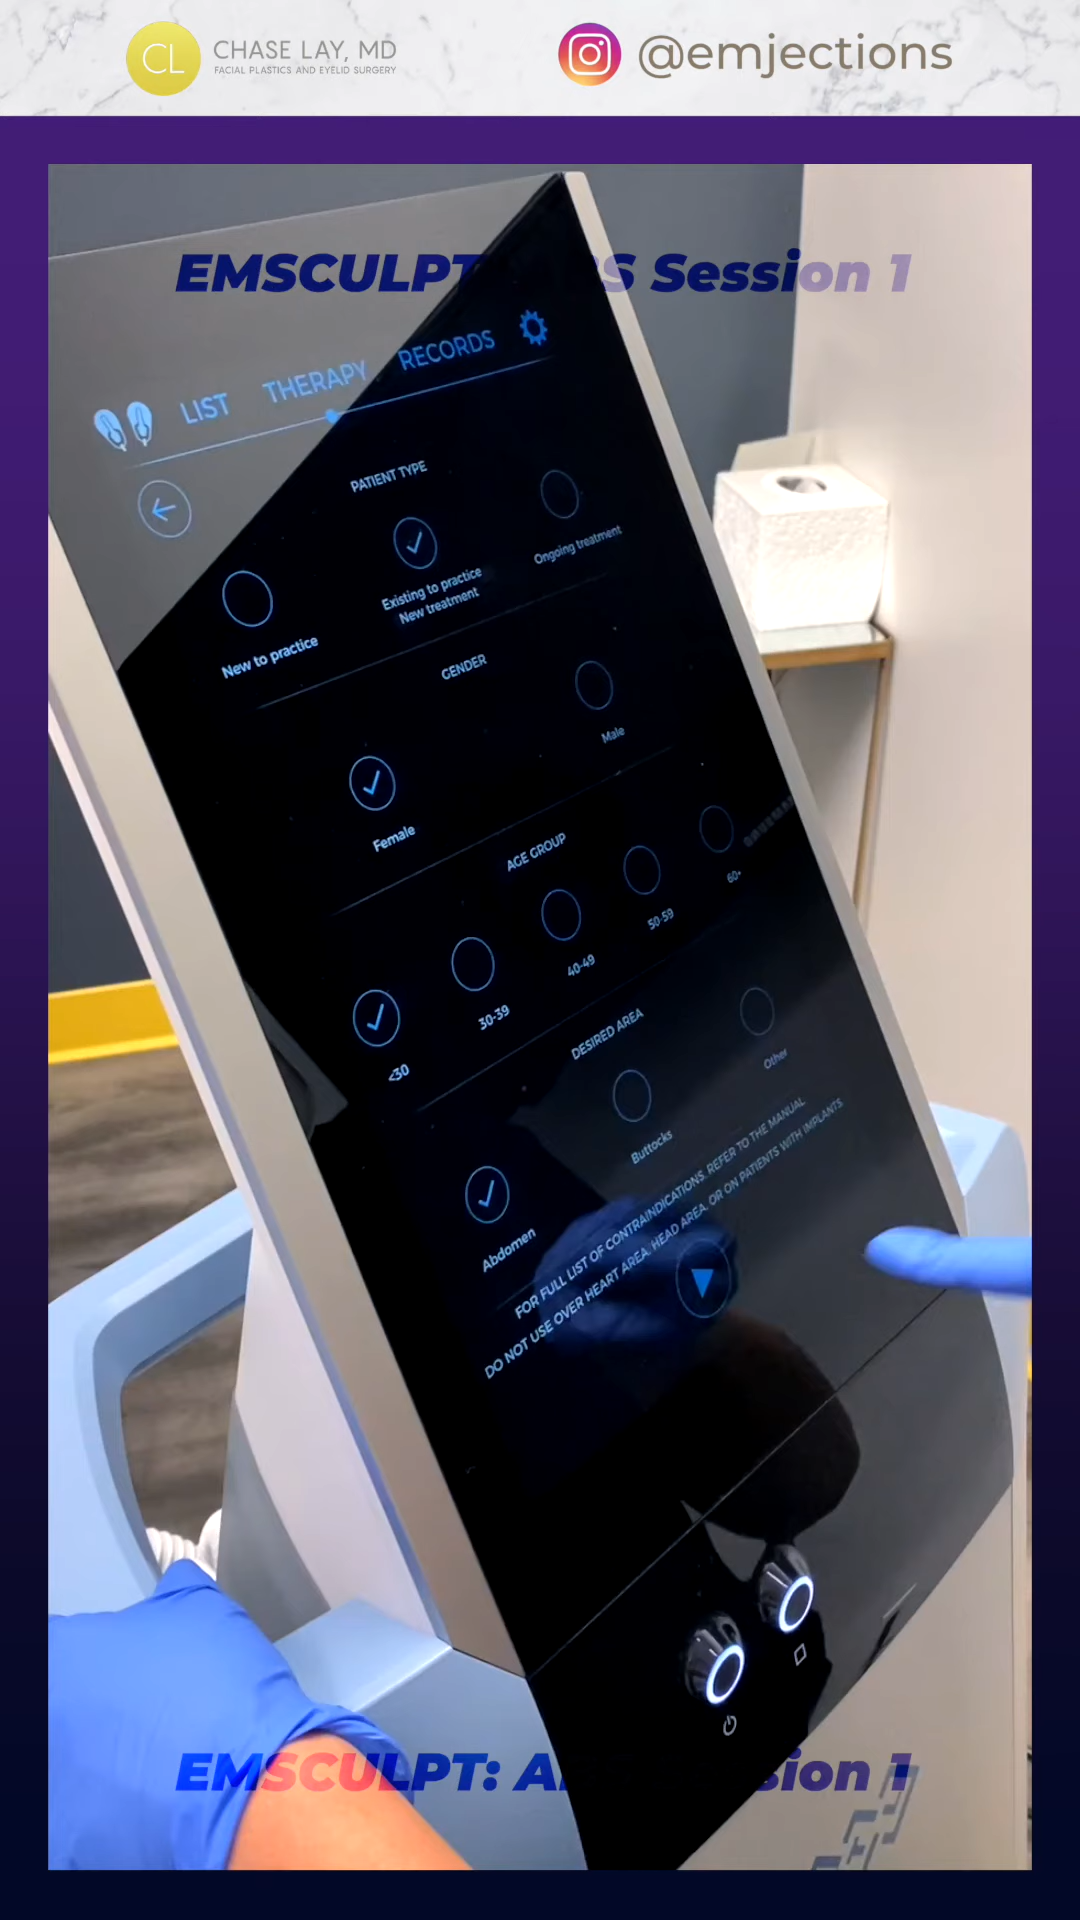 CL
CHASE LAY, MD
FACIAL PLASTICS AND EYELID SURGERY
@emjections
EMSCULPT
S Session 1
LIST THERAPY RECORDS
PATIENT TYPE
New to practice
Existing to practice
New treatment
Ongoing treatment
GENDER
Female
Male
AGE GROUP
<30
30-39
40-49
50-59
60+
DESIRED AREA
Abdomen
Buttocks
Other
FOR FULL LIST OF CONTRAINDICATIONS, REFER TO THE MANUAL.
DO NOT USE OVER HEART AREA, HEAD AREA, OR ON PATIENTS WITH IMPLANTS.
EMSCULPT: A sion 1